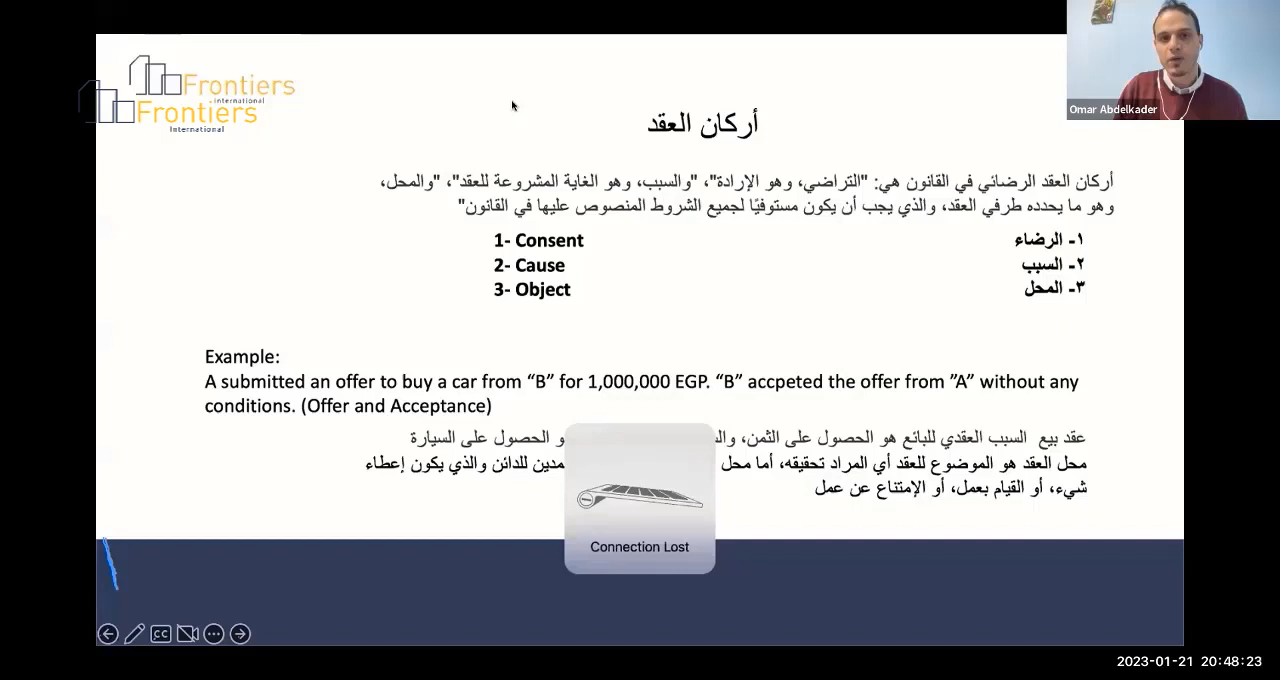 Frontiers
International
Frontiers
International
Omar Abdelkader
أركان العقد
أركان العقد الرضائي في القانون هي: "التراضي، وهو الإرادة"، "والسبب، وهو الغاية المشروعة للعقد"، "والمحل،
وهو ما يحدده طرفي العقد، والذي يجب أن يكون مستوفيًا لجميع الشروط المنصوص عليها في القانون"
١- الرضاء
1- Consent
٢- السبب
2- Cause
٣- المحل
3- Object
Example:
A submitted an offer to buy a car from “B” for 1,000,000 EGP. “B” accpeted the offer from ”A” without any
conditions. (Offer and Acceptance)
عقد بيع السبب العقدي للبائع هو الحصول على الثمن، و الحصول على السيارة
محل العقد هو الموضوع للعقد أي المراد تحقيقه، أما محل مدين للدائن والذي يكون إعطاء
شيء، أو القيام بعمل، أو الإمتناع عن عمل
Connection Lost
CC
2023-01-21 20:48:23